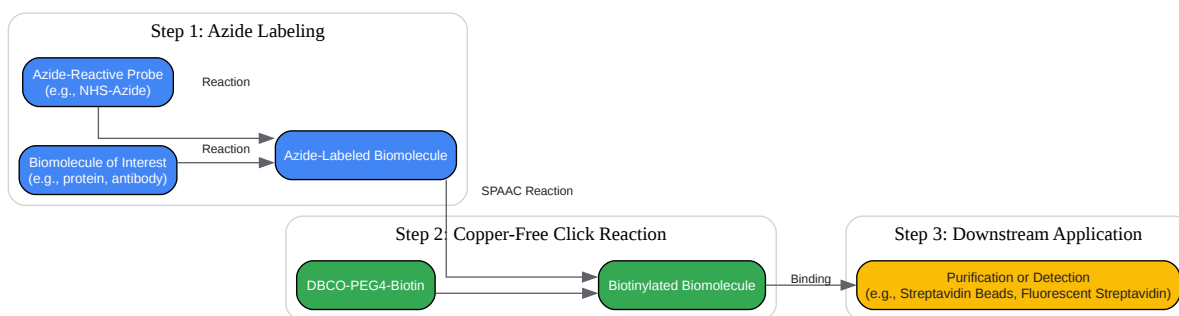 Step 1: Azide Labeling
Azide-Reactive Probe
(e.g., NHS-Azide)
Reaction
Biomolecule of Interest
(e.g., protein, antibody)
Reaction
Azide-Labeled Biomolecule
SPAAC Reaction
Step 2: Copper-Free Click Reaction
DBCO-PEG4-Biotin
Biotinylated Biomolecule
Binding
Step 3: Downstream Application
Purification or Detection
(e.g., Streptavidin Beads, Fluorescent Streptavidin)